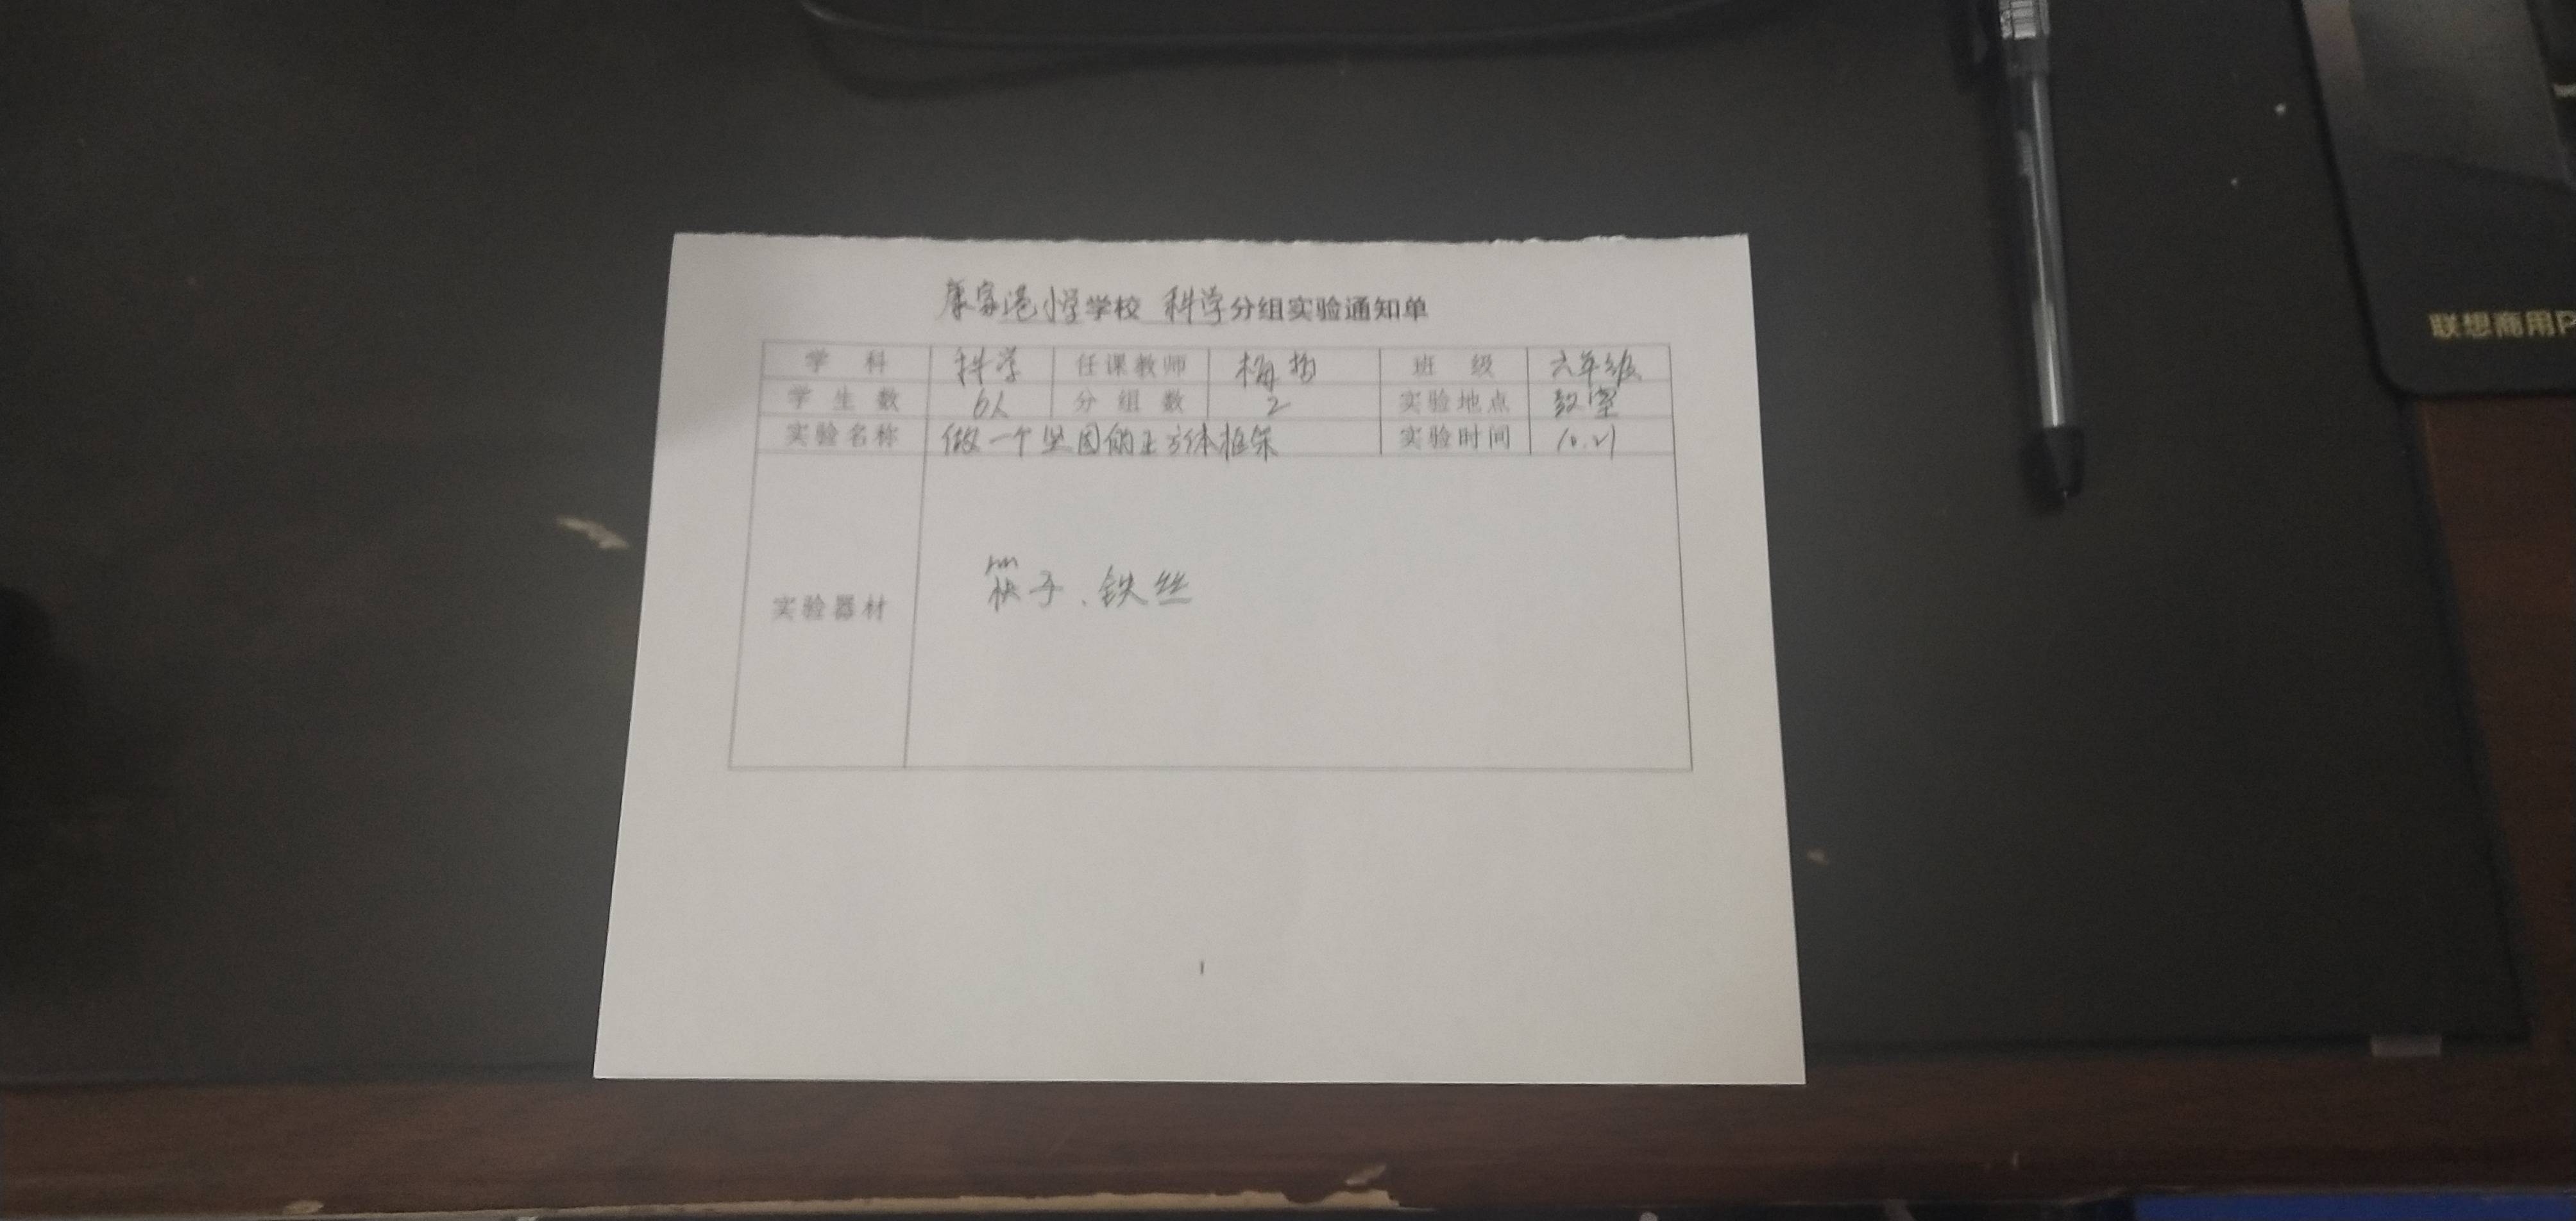 康家港小学学校 科学分组实验通知单
学 科 科学 任课教师 梅 班 级 六年级
学 生 数 6人 分 组 数 2 实验地点 教室
实验名称 做一个坚固的正方体框架 实验时间 10.21
实验器材 筷子、铁丝
1
联想商用P